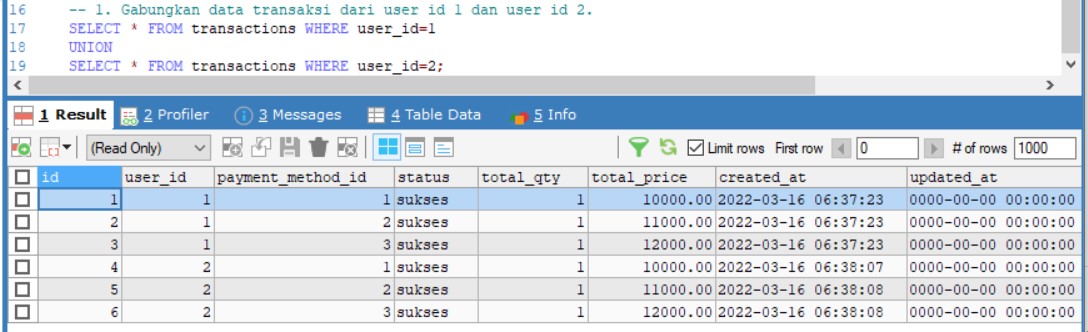 16 -- 1. Gabungkan data transaksi dari user id 1 dan user id 2.
17 SELECT * FROM transactions WHERE user_id=1
18 UNION
19 SELECT * FROM transactions WHERE user_id=2;
1 Result 2 Profiler 3 Messages 4 Table Data 5 Info
(Read Only) Limit rows First row 0 # of rows 1000
id user_id payment_method_id status total_qty total_price created_at updated_at
1 1 1 sukses 1 10000.00 2022-03-16 06:37:23 0000-00-00 00:00:00
2 1 2 sukses 1 11000.00 2022-03-16 06:37:23 0000-00-00 00:00:00
3 1 3 sukses 1 12000.00 2022-03-16 06:37:23 0000-00-00 00:00:00
4 2 1 sukses 1 10000.00 2022-03-16 06:38:07 0000-00-00 00:00:00
5 2 2 sukses 1 11000.00 2022-03-16 06:38:08 0000-00-00 00:00:00
6 2 3 sukses 1 12000.00 2022-03-16 06:38:08 0000-00-00 00:00:00